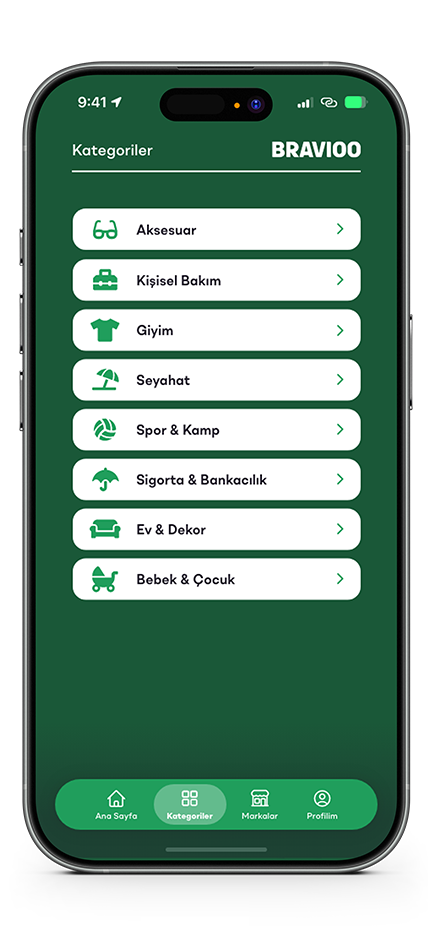 9:41
Kategoriler
BRAVIOO
Aksesuar
Kişisel Bakım
Giyim
Seyahat
Spor & Kamp
Sigorta & Bankacılık
Ev & Dekor
Bebek & Çocuk
Ana Sayfa
Kategoriler
Markalar
Profilim